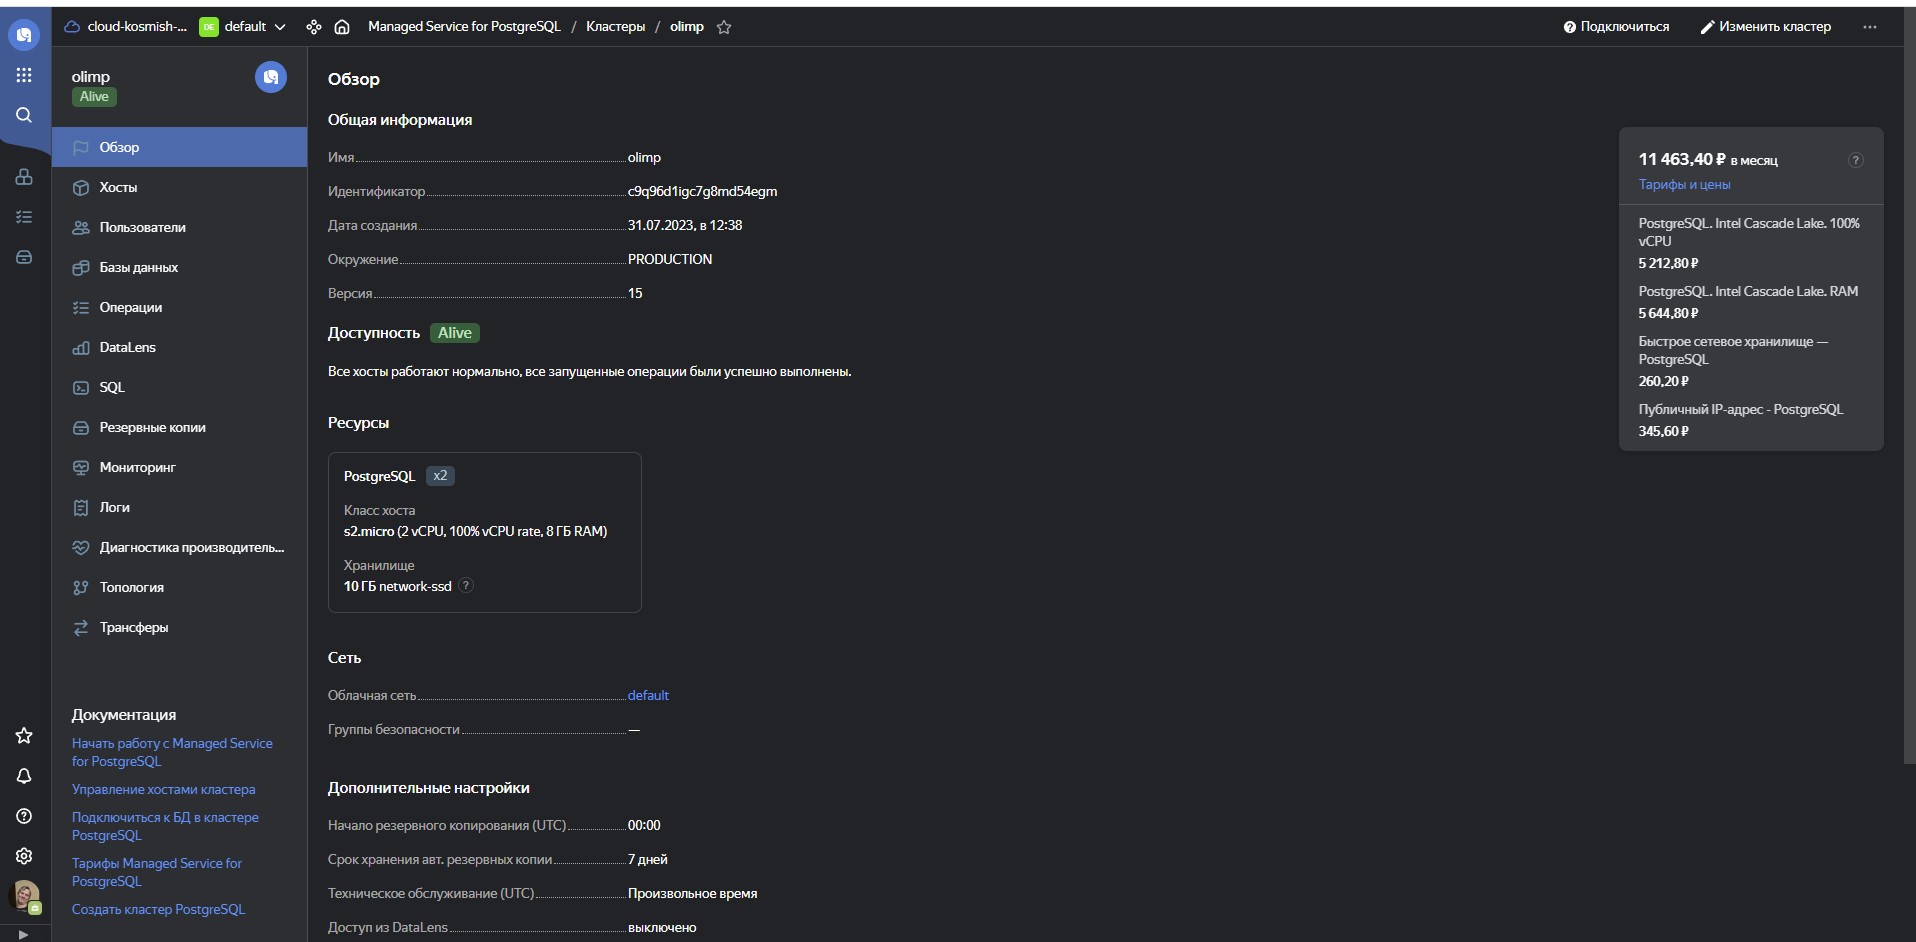 cloud-kosmish-...
DE
default
Managed Service for PostgreSQL / Кластеры / olimp
Подключиться
Изменить кластер
olimp
Alive
Обзор
Хосты
Пользователи
Базы данных
Операции
DataLens
SQL
Резервные копии
Мониторинг
Логи
Диагностика производитель...
Топология
Трансферы
Документация
Начать работу с Managed Service
for PostgreSQL
Управление хостами кластера
Подключиться к БД в кластере
PostgreSQL
Тарифы Managed Service for
PostgreSQL
Создать кластер PostgreSQL
Обзор
Общая информация
Имя olimp
Идентификатор c9q96d1igc7g8md54egm
Дата создания 31.07.2023, в 12:38
Окружение PRODUCTION
Версия 15
Доступность Alive
Все хосты работают нормально, все запущенные операции были успешно выполнены.
Ресурсы
PostgreSQL x2
Класс хоста
s2.micro (2 vCPU, 100% vCPU rate, 8 ГБ RAM)
Хранилище
10 ГБ network-ssd ?
Сеть
Облачная сеть default
Группы безопасности —
Дополнительные настройки
Начало резервного копирования (UTC) 00:00
Срок хранения авт. резервных копии 7 дней
Техническое обслуживание (UTC) Произвольное время
Доступ из DataLens выключено
11 463,40 ₽ в месяц ?
Тарифы и цены
PostgreSQL. Intel Cascade Lake. 100%
vCPU
5 212,80 ₽
PostgreSQL. Intel Cascade Lake. RAM
5 644,80 ₽
Быстрое сетевое хранилище —
PostgreSQL
260,20 ₽
Публичный IP-адрес - PostgreSQL
345,60 ₽